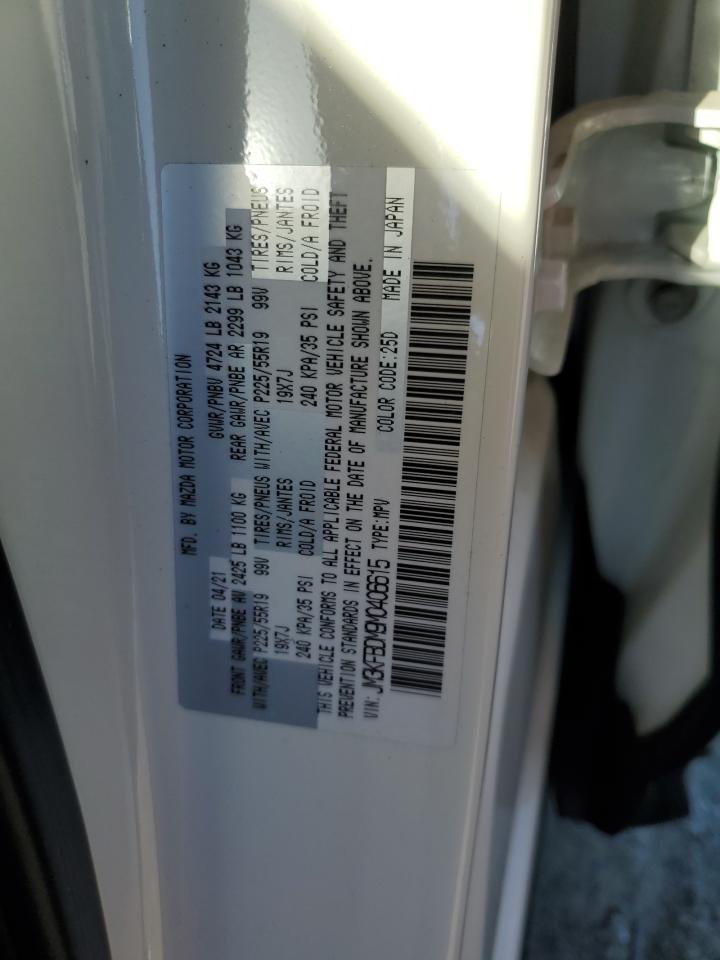 MFD. BY MAZDA MOTOR CORPORATION
DATE 04/21 GVWR/PNBV 4724 LB 2143 KG
FRONT GAWR/PNBE AV 2425 LB 1100 KG REAR GAWR/PNBE AR 2299 LB 1043 KG
WITH/AVEC P225/55R19 99V TIRES/PNEUS WITH/AVEC P225/55R19 99V TIRES/PNEUS
19X7J RIMS/JANTES 19X7J RIMS/JANTES
240 KPA/35 PSI COLD/A FROID 240 KPA/35 PSI COLD/A FROID
THIS VEHICLE CONFORMS TO ALL APPLICABLE FEDERAL MOTOR VEHICLE SAFETY AND THEFT
PREVENTION STANDARDS IN EFFECT ON THE DATE OF MANUFACTURE SHOWN ABOVE.
VIN: JM3KFBDM9M0406615 TYPE:MPV COLOR CODE:25D MADE IN JAPAN